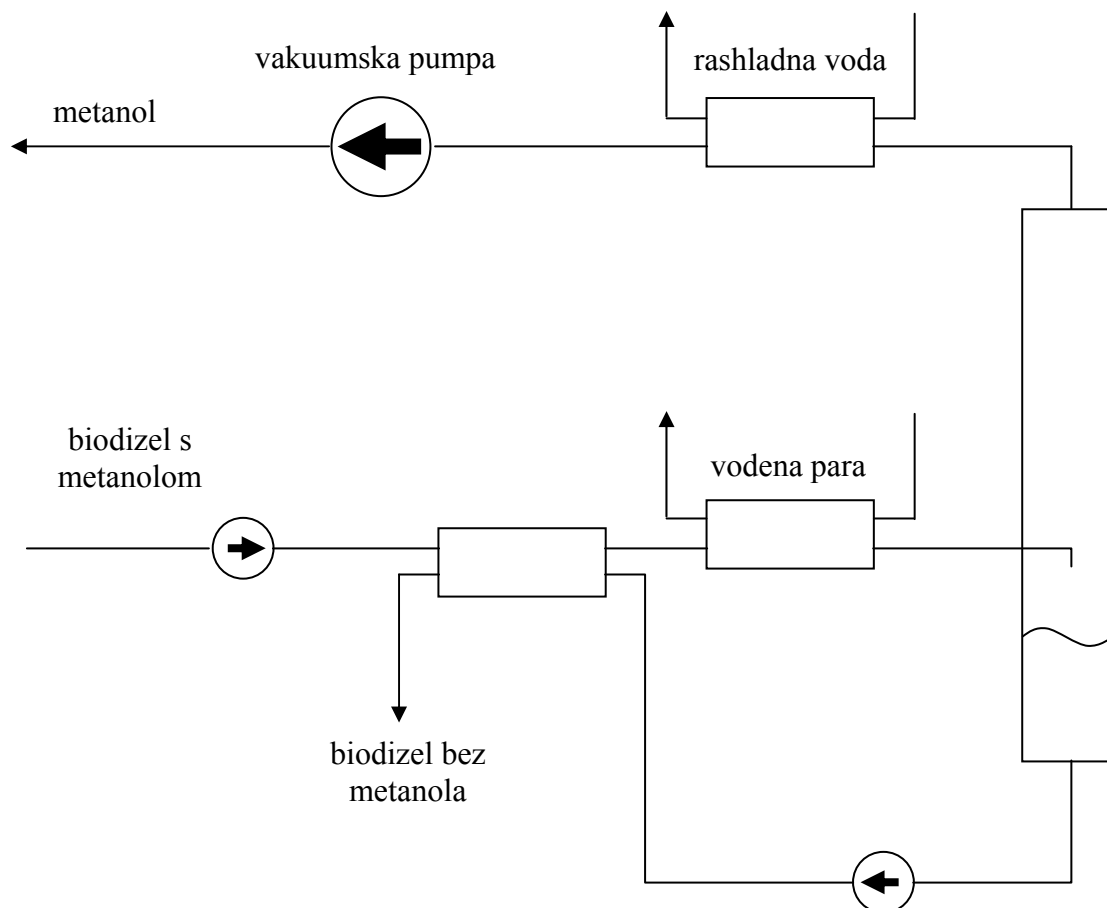 vakuumska pumpa
rashladna voda
metanol
biodizel s
metanolom
vodena para
biodizel bez
metanola